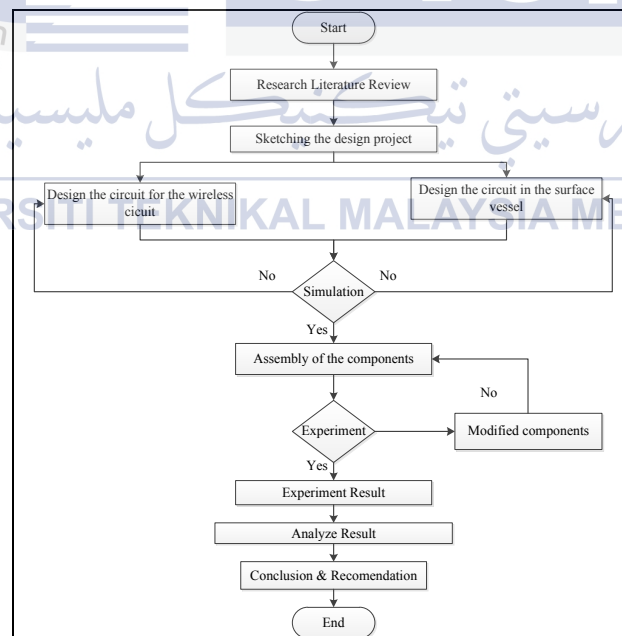 Start
Research Literature Review
Sketching the design project
Design the circuit for the wireless
cicuit
Design the circuit in the surface
vessel
No
No
Simulation
Yes
Assembly of the components
No
Experiment
Modified components
Yes
Experiment Result
Analyze Result
Conclusion & Recomendation
End
تيكنيكل مليسيا
TEKNIKAL MALAYSIA